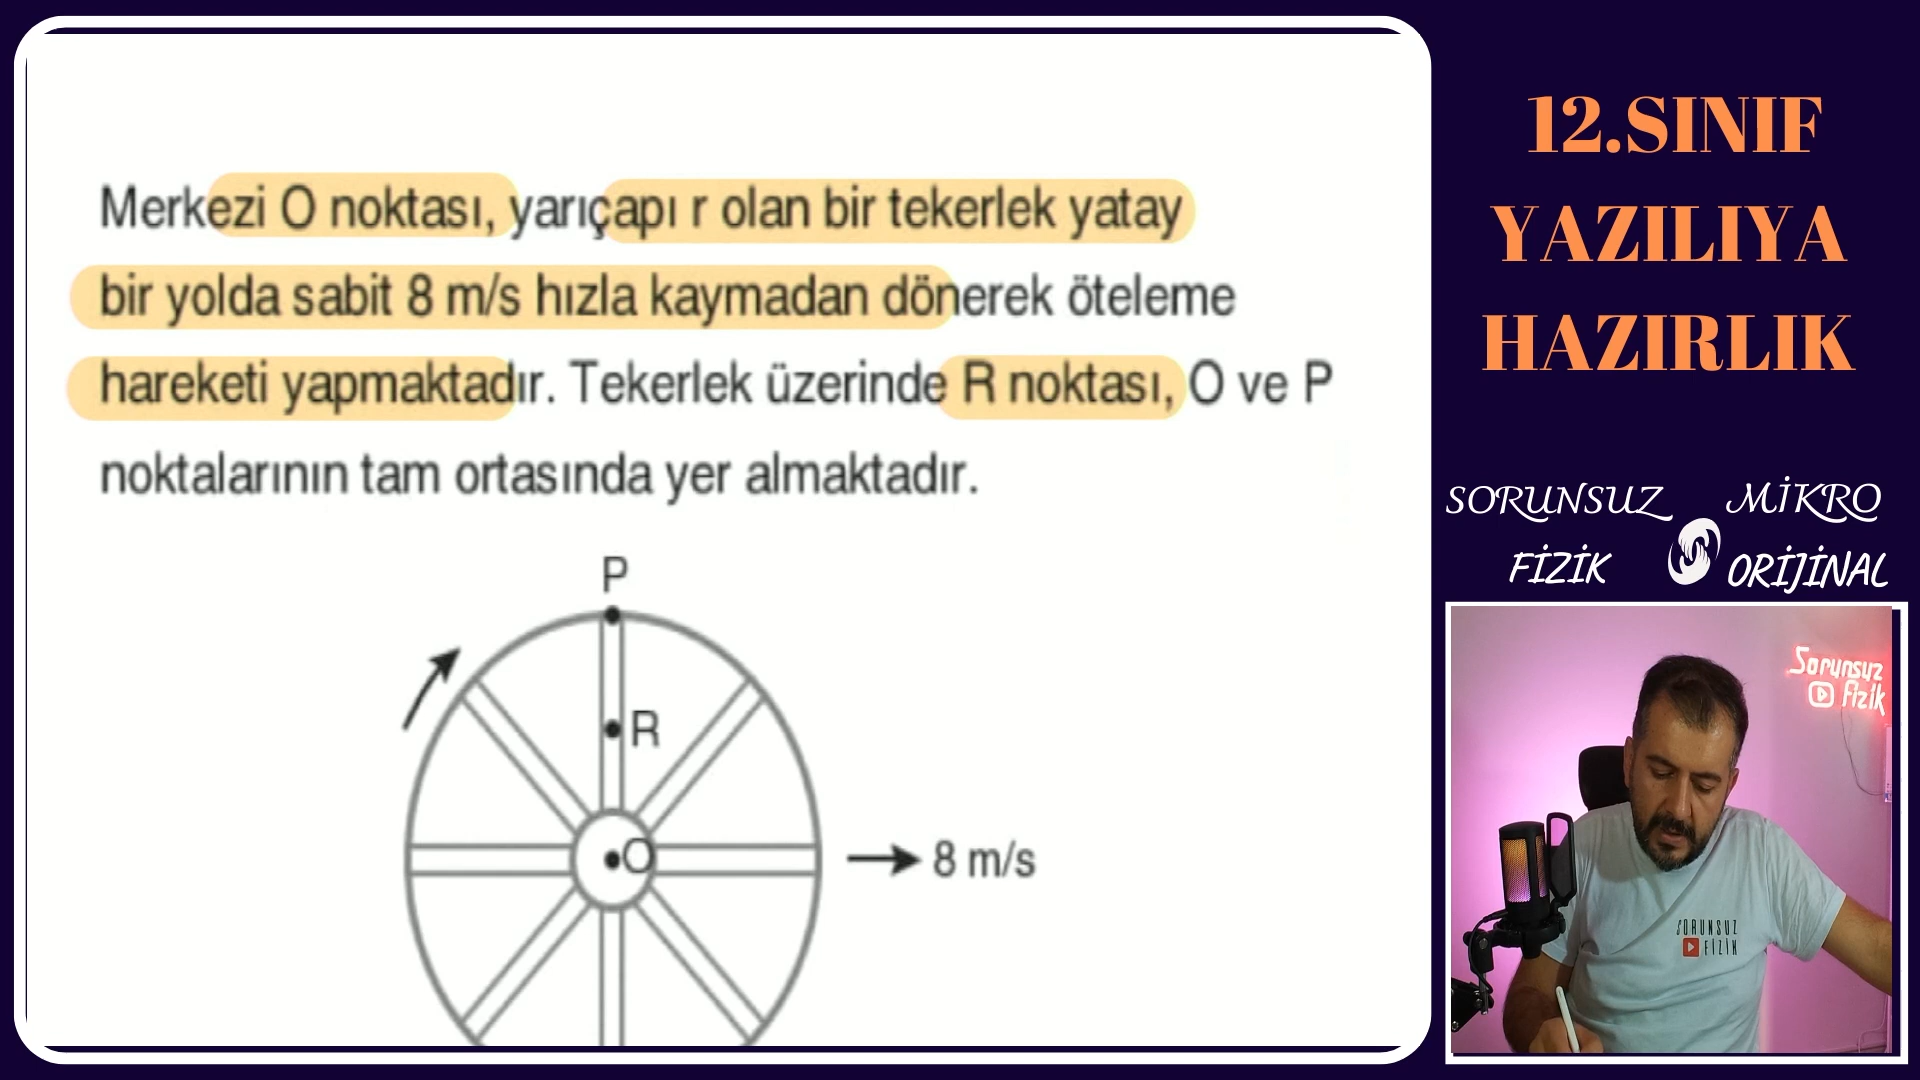 Merkezi O noktası, yarıçapı r olan bir tekerlek yatay
bir yolda sabit 8 m/s hızla kaymadan dönerek öteleme
hareketi yapmaktadır. Tekerlek üzerinde R noktası, O ve P
noktalarının tam ortasında yer almaktadır.
P
R
O
8 m/s
12.SINIF
YAZILIYA
HAZIRLIK
SORUNSUZ
FİZİK
MİKRO
ORİJİNAL
Sorunsuz
Fizik
SORUNSUZ
FİZİK